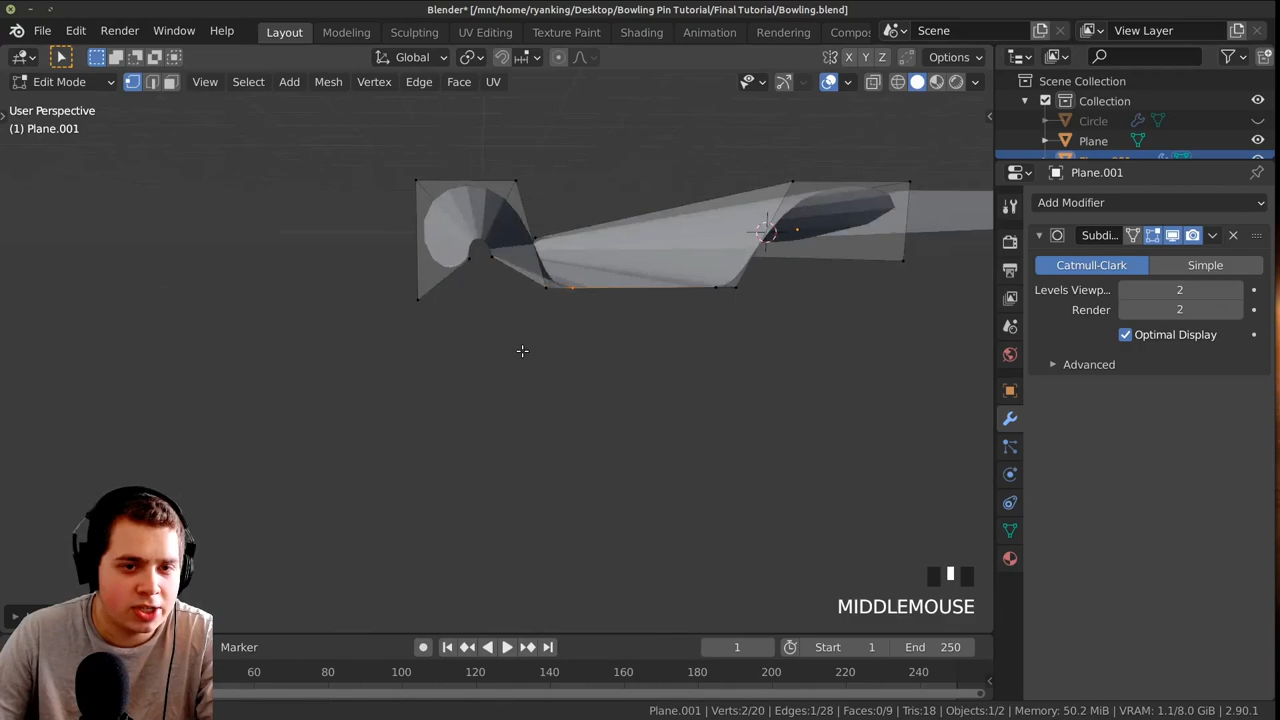 Blender* [/mnt/home/ryanking/Desktop/Bowling Pin Tutorial/Final Tutorial/Bowling.blend]
File Edit Render Window Help Layout Modeling Sculpting UV Editing Texture Paint Shading Animation Rendering Compos Scene View Layer
Global X Y Z Options
Edit Mode View Select Add Mesh Vertex Edge Face UV
User Perspective
(1) Plane.001
Scene Collection
Collection
Circle
Plane
Plane.001
Add Modifier
Subdi...
Catmull-Clark Simple
Levels Viewp... 2
Render 2
Optimal Display
Advanced
MIDDLEMOUSE
Marker 1 Start 1 End 250
60 80 100 120 140 160 180 200 220 240
Plane.001 | Verts:2/20 | Edges:1/28 | Faces:0/9 | Tris:18 | Objects:1/2 | Memory: 50.2 MiB | VRAM: 1.1/8.0 GiB | 2.90.1